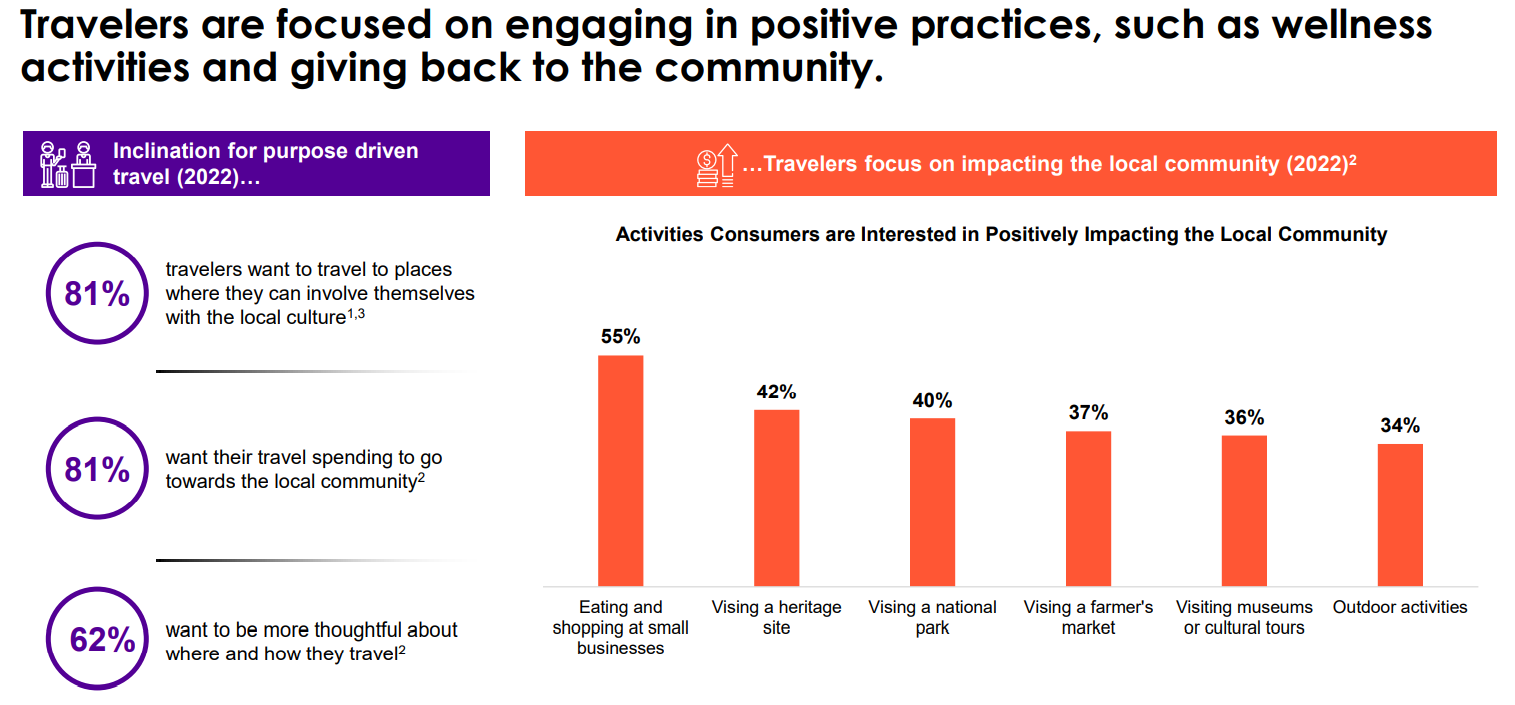 Travelers are focused on engaging in positive practices, such as wellness
activities and giving back to the community.
Inclination for purpose driven
travel (2022)…
81%
travelers want to travel to places
where they can involve themselves
with the local culture1,3
81%
want their travel spending to go
towards the local community2
62%
want to be more thoughtful about
where and how they travel2
$
…Travelers focus on impacting the local community (2022)2
Activities Consumers are Interested in Positively Impacting the Local Community
55%
42%
40%
37%
36%
34%
Eating and
shopping at small
businesses
Vising a heritage
site
Vising a national
park
Vising a farmer's
market
Visiting museums
or cultural tours
Outdoor activities